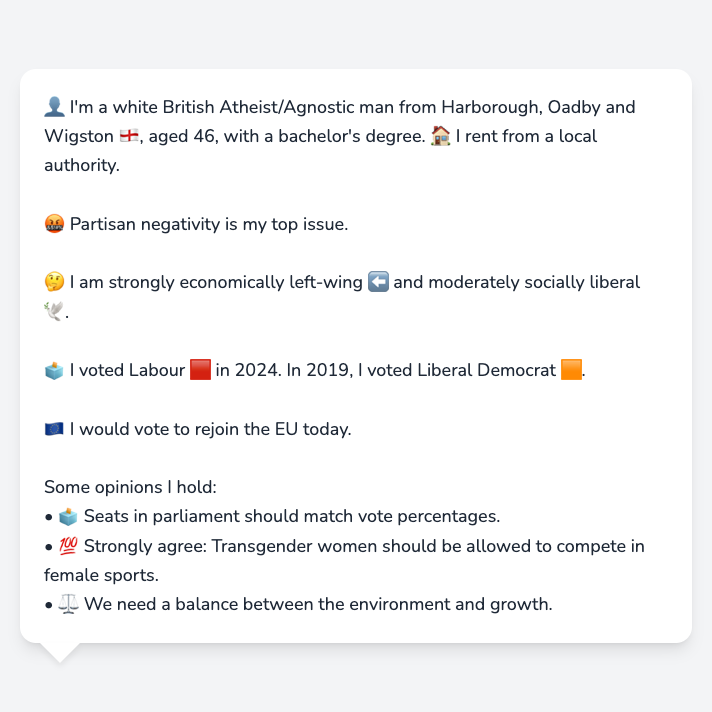 👤 I'm a white British Atheist/Agnostic man from Harborough, Oadby and
Wigston 🏴󠁧󠁢󠁥󠁮󠁧󠁿, aged 46, with a bachelor's degree. 🏠 I rent from a local
authority.
🤬 Partisan negativity is my top issue.
🤔 I am strongly economically left-wing ⬅️ and moderately socially liberal
🕊️.
🗳️ I voted Labour 🟥 in 2024. In 2019, I voted Liberal Democrat 🟧.
🇪🇺 I would vote to rejoin the EU today.
Some opinions I hold:
• 🗳️ Seats in parliament should match vote percentages.
• 💯 Strongly agree: Transgender women should be allowed to compete in
female sports.
• ⚖️ We need a balance between the environment and growth.